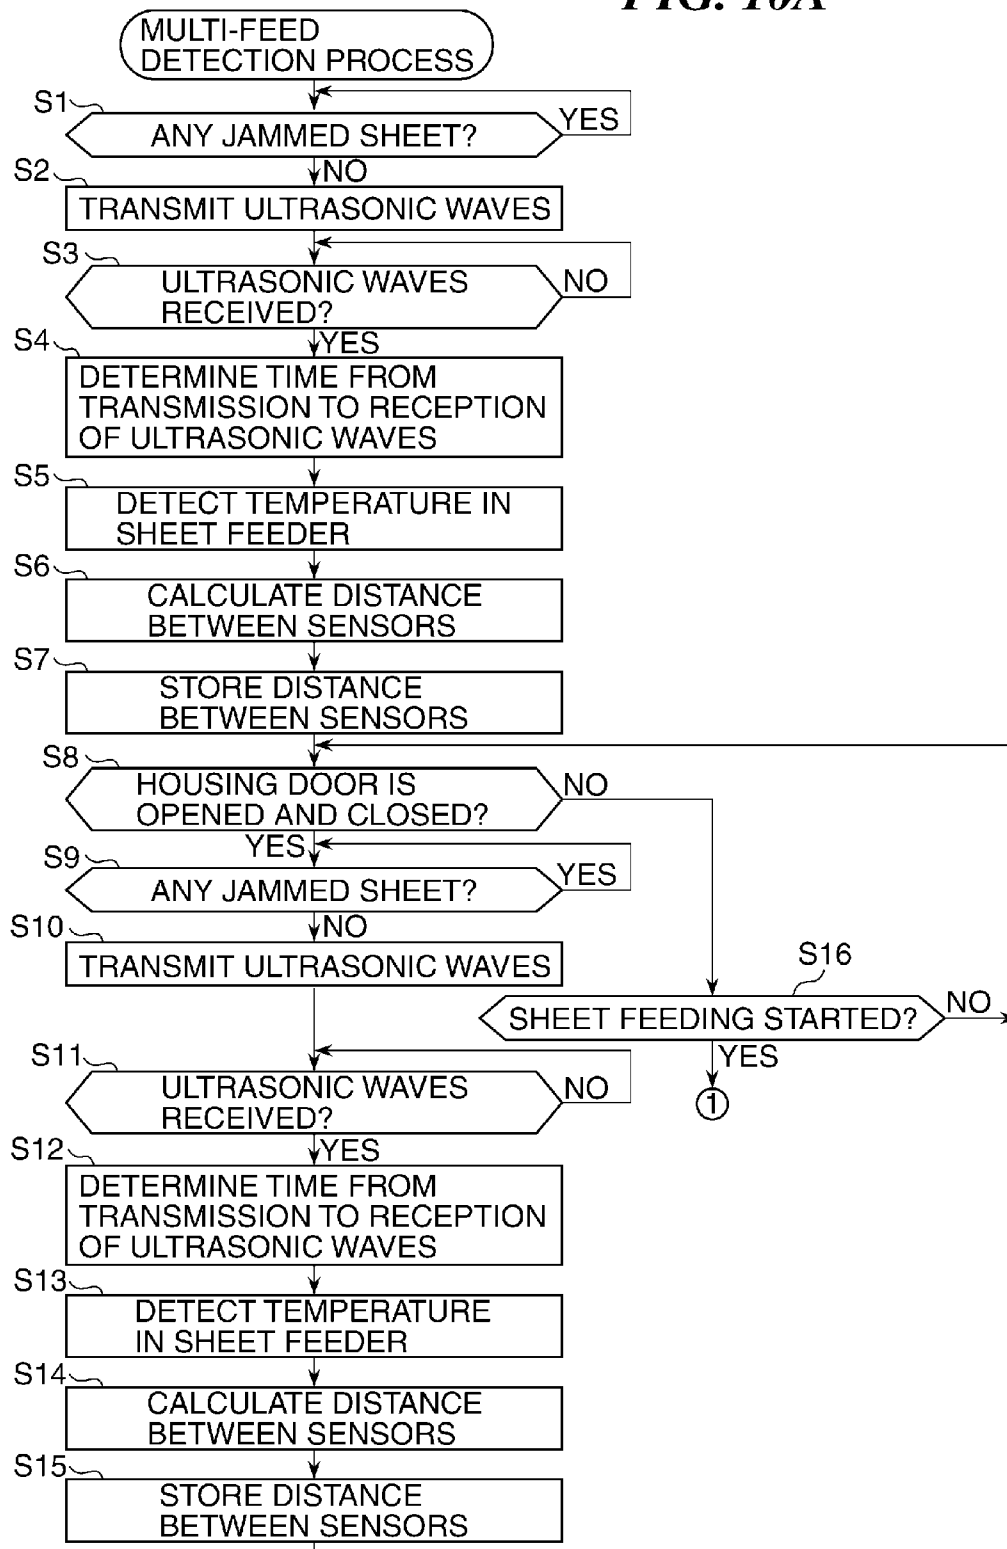 FIG. 10A
MULTI-FEED
DETECTION PROCESS
S1
ANY JAMMED SHEET?
YES
NO
S2
TRANSMIT ULTRASONIC WAVES
S3
ULTRASONIC WAVES
RECEIVED?
NO
YES
S4
DETERMINE TIME FROM
TRANSMISSION TO RECEPTION
OF ULTRASONIC WAVES
S5
DETECT TEMPERATURE IN
SHEET FEEDER
S6
CALCULATE DISTANCE
BETWEEN SENSORS
S7
STORE DISTANCE
BETWEEN SENSORS
S8
HOUSING DOOR IS
OPENED AND CLOSED?
NO
YES
S9
ANY JAMMED SHEET?
YES
NO
S10
TRANSMIT ULTRASONIC WAVES
S16
SHEET FEEDING STARTED?
NO
YES
1
S11
ULTRASONIC WAVES
RECEIVED?
NO
YES
S12
DETERMINE TIME FROM
TRANSMISSION TO RECEPTION
OF ULTRASONIC WAVES
S13
DETECT TEMPERATURE
IN SHEET FEEDER
S14
CALCULATE DISTANCE
BETWEEN SENSORS
S15
STORE DISTANCE
BETWEEN SENSORS